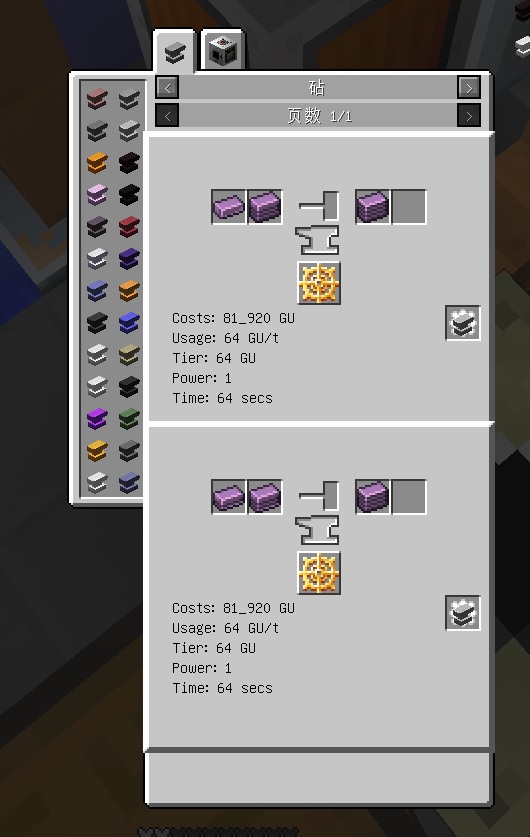 砧
页数 1/1
Costs: 81_920 GU
Usage: 64 GU/t
Tier: 64 GU
Power: 1
Time: 64 secs
Costs: 81_920 GU
Usage: 64 GU/t
Tier: 64 GU
Power: 1
Time: 64 secs